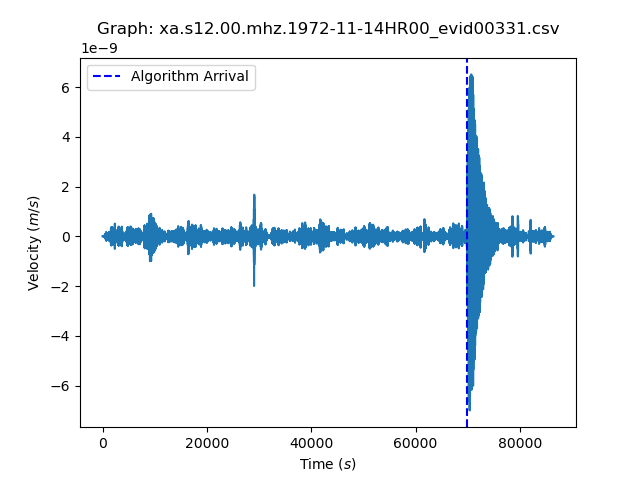 Graph: xa.s12.00.mhz.1972-11-14HR00_evid00331.csv
1e−9
Algorithm Arrival
6
4
2
0
−2
−4
−6
Velocity (m/s)
0 20000 40000 60000 80000
Time (s)